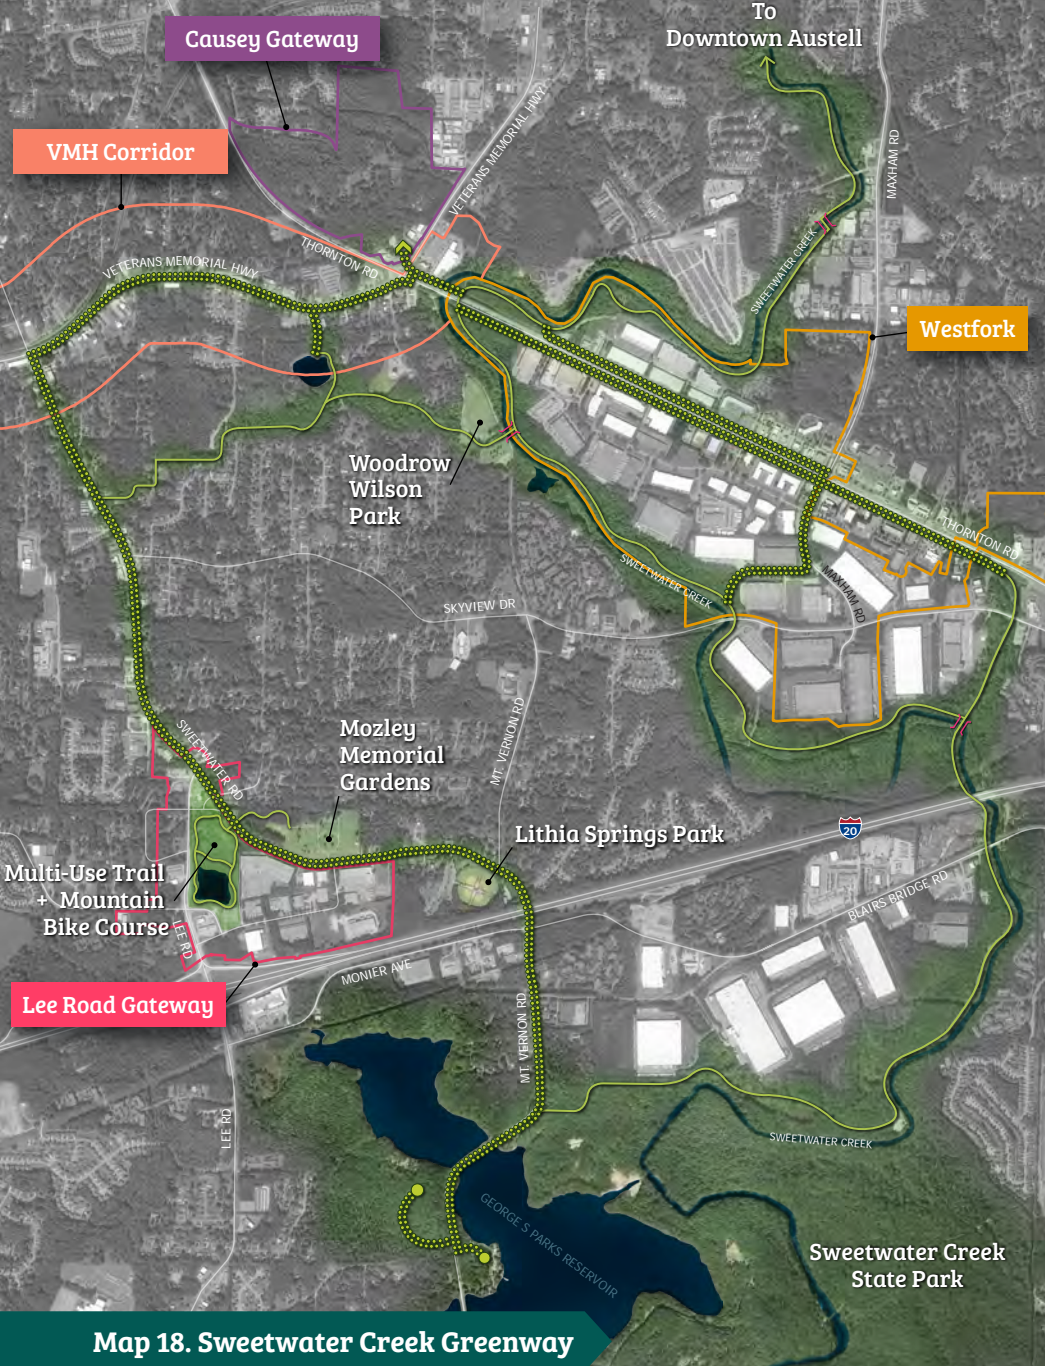 To
Downtown Austell
Causey Gateway
VETERANS MEMORIAL HWY
MAXHAM RD
VMH Corridor
THORNTON RD
VETERANS MEMORIAL HWY
SWEETWATER CREEK
Westfork
Woodrow
Wilson
Park
THORNTON RD
SWEETWATER CREEK
MAXHAM RD
SKYVIEW DR
MT. VERNON RD
SWEETWATER RD
Mozley
Memorial
Gardens
Lithia Springs Park
20
Multi-Use Trail
+ Mountain
Bike Course
LEE RD
BLAIRS BRIDGE RD
MONIER AVE
Lee Road Gateway
MT. VERNON RD
LEE RD
SWEETWATER CREEK
GEORGE S PARKS RESERVOIR
Sweetwater Creek
State Park
Map 18. Sweetwater Creek Greenway